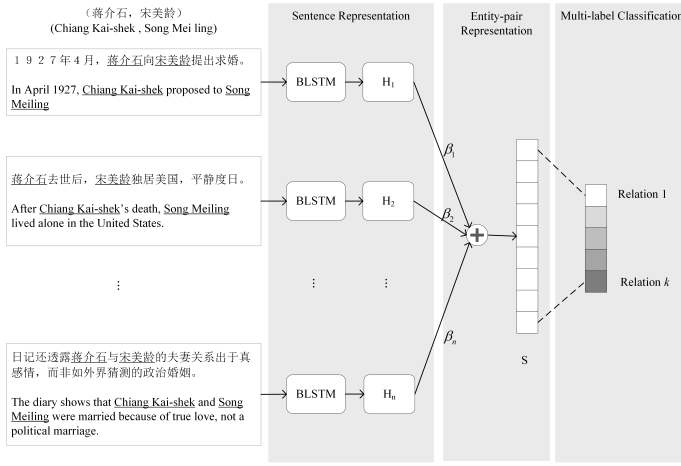 （蒋介石，宋美龄）
(Chiang Kai-shek , Song Mei ling)
Sentence Representation
Entity-pair
Representation
Multi-label Classification
１９２７年４月，蒋介石向宋美龄提出求婚。
In April 1927, Chiang Kai-shek proposed to Song
Meiling
BLSTM
H1
β1
蒋介石去世后，宋美龄独居美国，平静度日。
After Chiang Kai-shek’s death, Song Meiling
lived alone in the United States.
BLSTM
H2
β2
Relation 1
Relation k
⋮
⋮
⋮
βn
S
日记还透露蒋介石与宋美龄的夫妻关系出于真
感情，而非如外界猜测的政治婚姻。
The diary shows that Chiang Kai-shek and Song
Meiling were married because of true love, not a
political marriage.
BLSTM
Hn